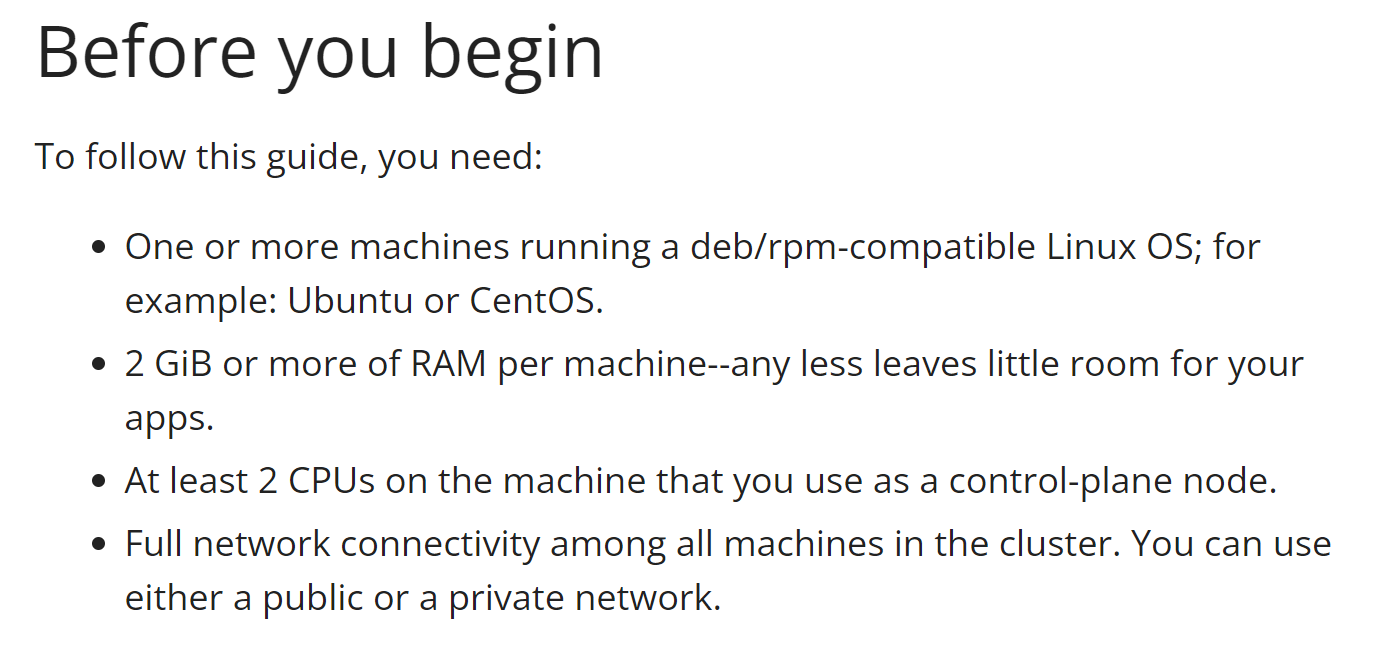 Before you begin
To follow this guide, you need:
One or more machines running a deb/rpm-compatible Linux OS; for
example: Ubuntu or CentOS.
2 GiB or more of RAM per machine--any less leaves little room for your
apps.
At least 2 CPUs on the machine that you use as a control-plane node.
Full network connectivity among all machines in the cluster. You can use
either a public or a private network.